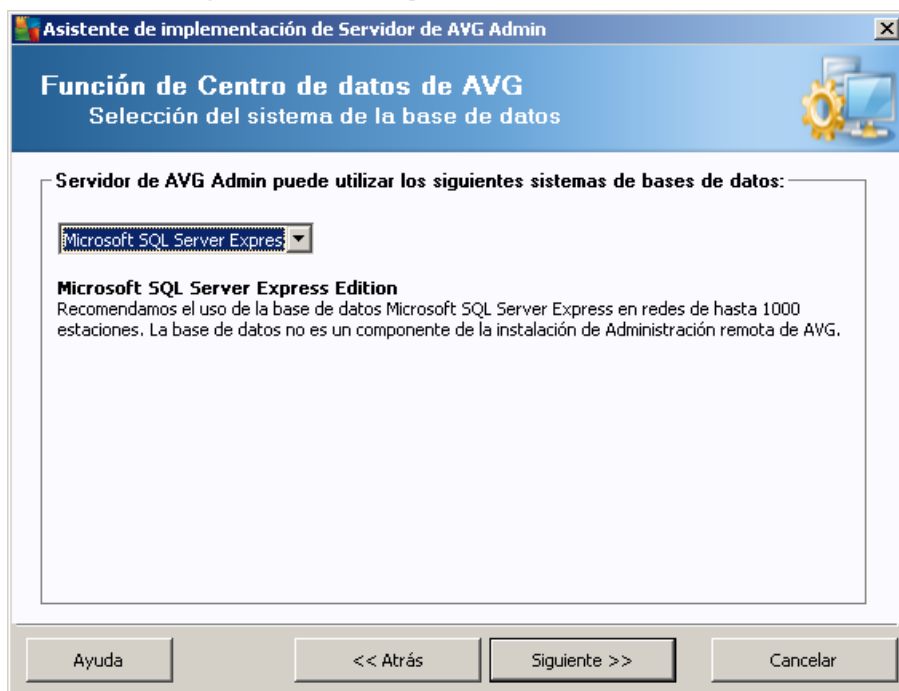 Asistente de implementación de Servidor de AVG Admin
Función de Centro de datos de AVG
Selección del sistema de la base de datos
Servidor de AVG Admin puede utilizar los siguientes sistemas de bases de datos:
Microsoft SQL Server Expres
Microsoft SQL Server Express Edition
Recomendamos el uso de la base de datos Microsoft SQL Server Express en redes de hasta 1000
estaciones. La base de datos no es un componente de la instalación de Administración remota de AVG.
Ayuda
<< Atrás
Siguiente >>
Cancelar